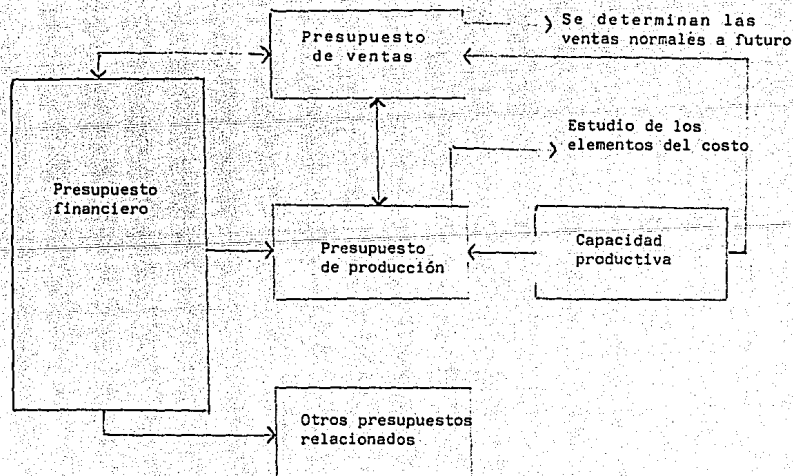 Presupuesto
de ventas
Se determinan las
ventas normales a futuro
Estudio de los
elementos del costo
Presupuesto
financiero
Presupuesto
de producción
Capacidad
productiva
Otros presupuestos
relacionados